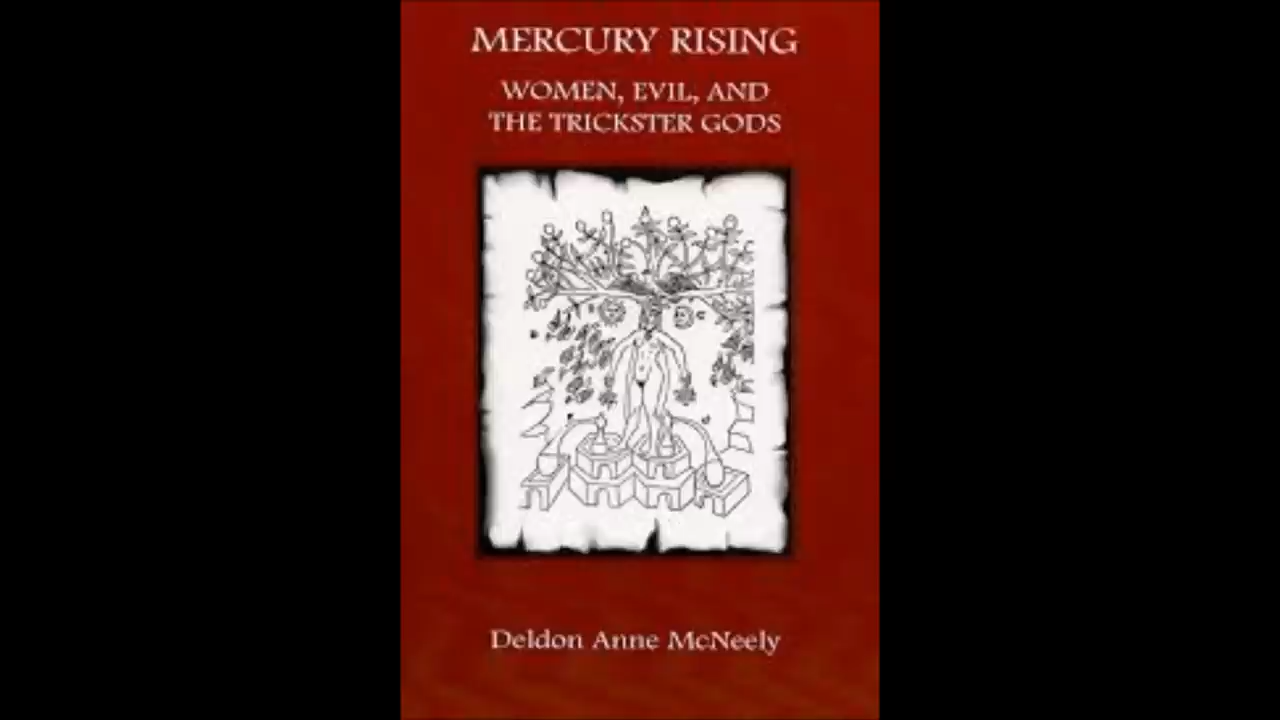 MERCURY RISING
WOMEN, EVIL, AND
THE TRICKSTER GODS
Deldon Anne McNeely